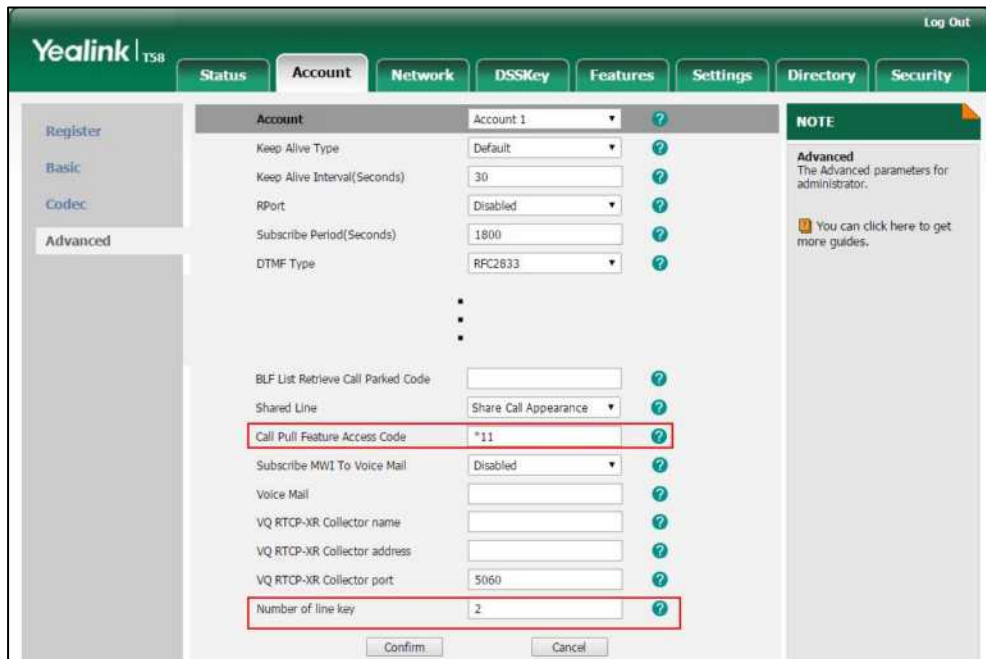 Log Out
Yealink T58
Status Account Network DSSKey Features Settings Directory Security
Register
Basic
Codec
Advanced
Account Account 1
Keep Alive Type Default
Keep Alive Interval(Seconds) 30
RPort Disabled
Subscribe Period(Seconds) 1800
DTMF Type RFC2833
BLF List Retrieve Call Parked Code
Shared Line Share Call Appearance
Call Pull Feature Access Code *11
Subscribe MWI To Voice Mail Disabled
Voice Mail
VQ RTCP-XR Collector name
VQ RTCP-XR Collector address
VQ RTCP-XR Collector port 5060
Number of line key 2
Confirm Cancel
NOTE
Advanced
The Advanced parameters for
administrator.
You can click here to get
more guides.